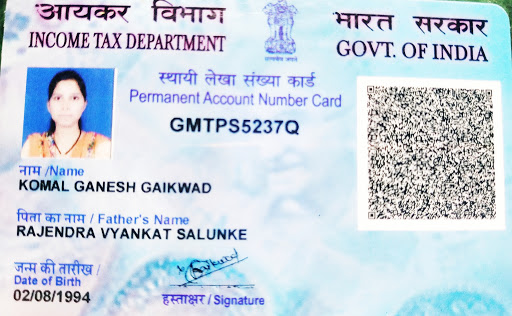 आयकर विभाग
INCOME TAX DEPARTMENT
भारत सरकार
GOVT. OF INDIA
स्थायी लेखा संख्या कार्ड
Permanent Account Number Card
GMTPS5237Q
नाम /Name
KOMAL GANESH GAIKWAD
पिता का नाम / Father's Name
RAJENDRA VYANKAT SALUNKE
जन्म की तारीख /
Date of Birth
02/08/1994
हस्ताक्षर / Signature